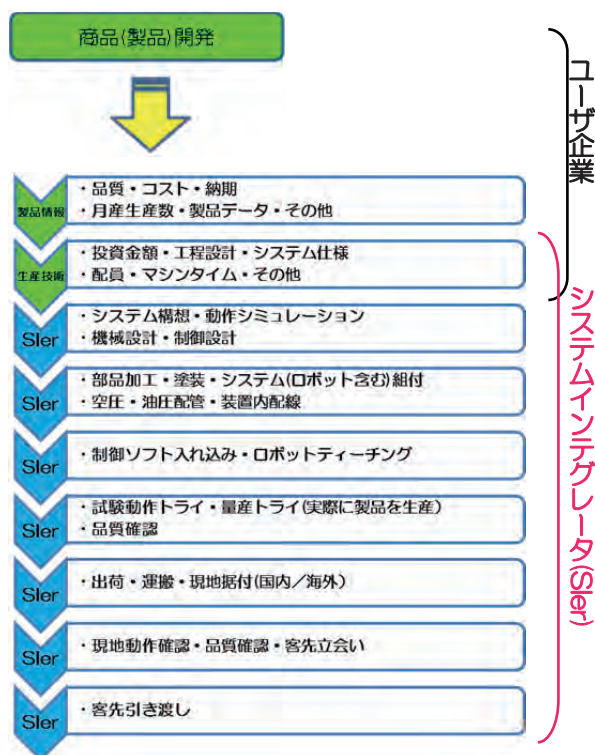 商品(製品)開発
製品情報
・品質・コスト・納期
・月産生産数・製品データ・その他
生産技術
・投資金額・工程設計・システム仕様
・配員・マシンタイム・その他
SIer
・システム構想・動作シミュレーション
・機械設計・制御設計
SIer
・部品加工・塗装・システム(ロボット含む)組付
・空圧・油圧配管・装置内配線
SIer
・制御ソフト入れ込み・ロボットティーチング
SIer
・試験動作トライ・量産トライ(実際に製品を生産)
・品質確認
SIer
・出荷・運搬・現地据付(国内／海外)
SIer
・現地動作確認・品質確認・客先立会い
SIer
・客先引き渡し
ユーザ企業
システムインテグレータ(SIer)